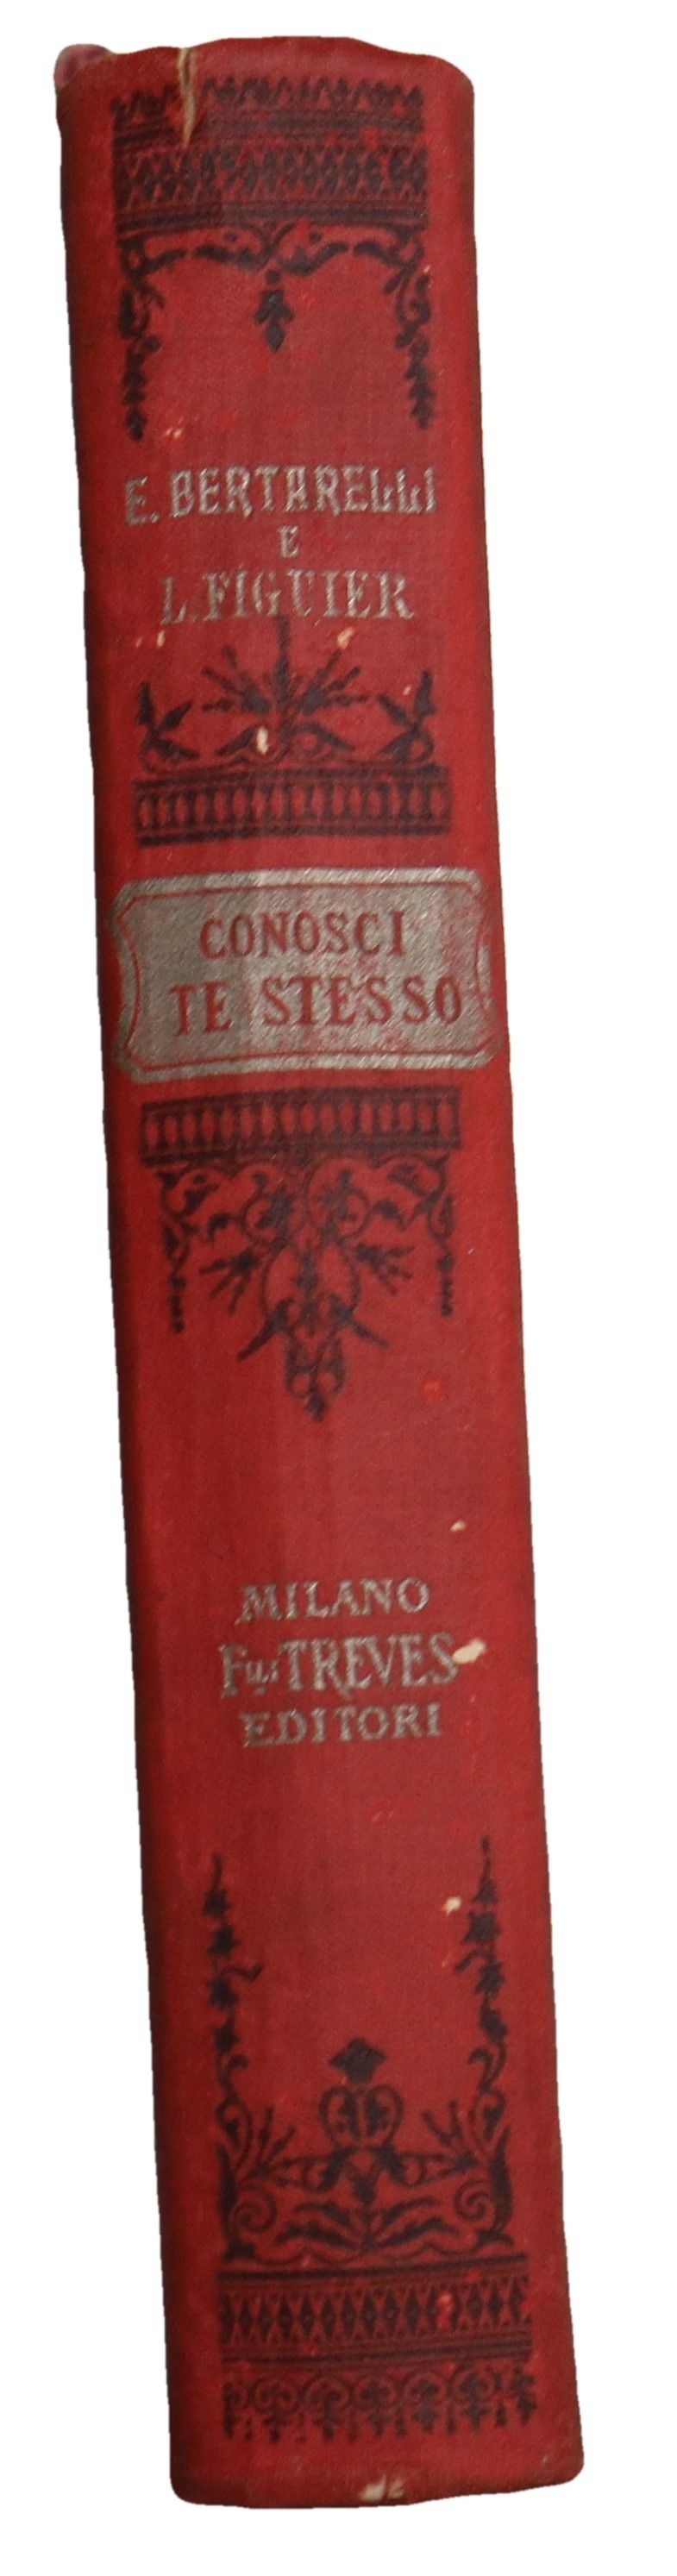 E. BERTARELLI
E
L. FIGUIER
CONOSCI
TE STESSO
MILANO
F.LLI TREVES
EDITORI